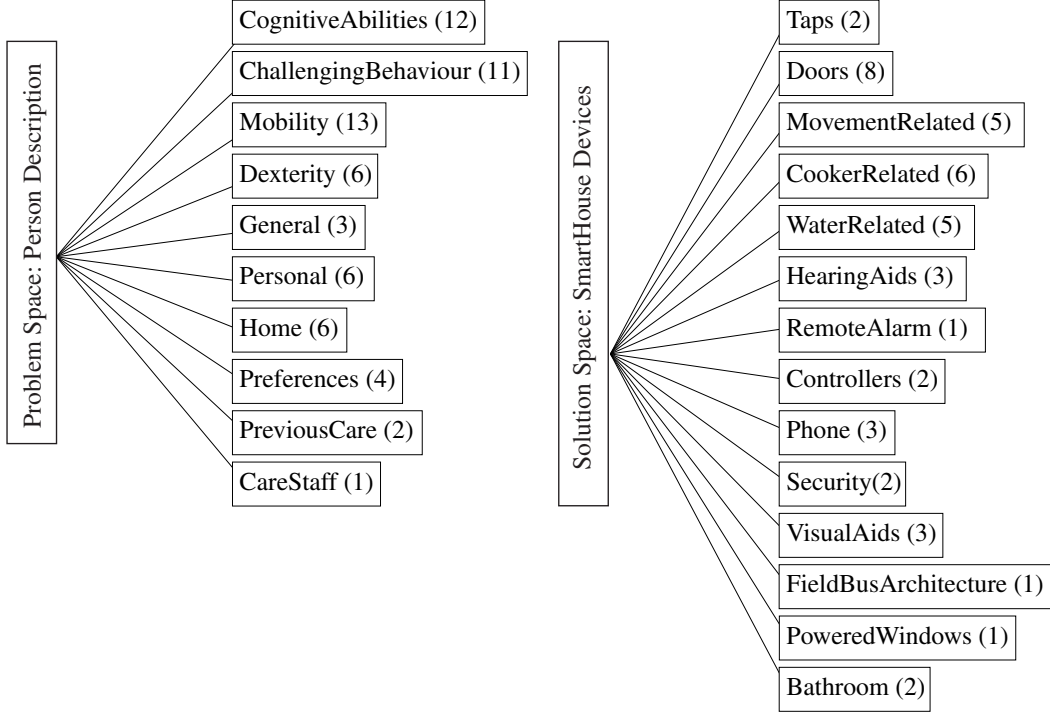 Problem Space: Person Description
CognitiveAbilities (12)
ChallengingBehaviour (11)
Mobility (13)
Dexterity (6)
General (3)
Personal (6)
Home (6)
Preferences (4)
PreviousCare (2)
CareStaff (1)
Solution Space: SmartHouse Devices
Taps (2)
Doors (8)
MovementRelated (5)
CookerRelated (6)
WaterRelated (5)
HearingAids (3)
RemoteAlarm (1)
Controllers (2)
Phone (3)
Security(2)
VisualAids (3)
FieldBusArchitecture (1)
PoweredWindows (1)
Bathroom (2)